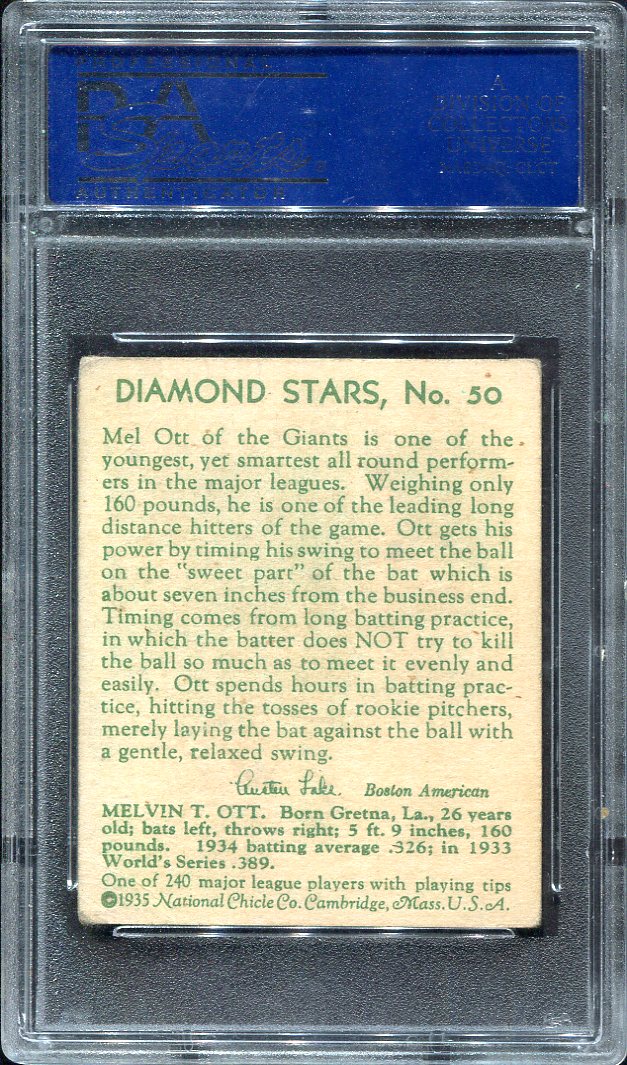 PROFESSIONAL
PSA
Sports
AUTHENTICATOR
A
DIVISION OF
COLLECTORS
UNIVERSE
DIAMOND STARS, No. 50
Mel Ott of the Giants is one of the
youngest, yet smartest all round perform-
ers in the major leagues. Weighing only
160 pounds, he is one of the leading long
distance hitters of the game. Ott gets his
power by timing his swing to meet the ball
on the "sweet part" of the bat which is
about seven inches from the business end.
Timing comes from long batting practice,
in which the batter does NOT try to kill
the ball so much as to meet it evenly and
easily. Ott spends hours in batting prac-
tice, hitting the tosses of rookie pitchers,
merely laying the bat against the ball with
a gentle, relaxed swing.
Austen Lake Boston American
MELVIN T. OTT. Born Gretna, La., 26 years
old; bats left, throws right; 5 ft. 9 inches, 160
pounds. 1934 batting average .326; in 1933
World's Series .389.
One of 240 major league players with playing tips
©1935 National Chicle Co. Cambridge, Mass. U.S.A.